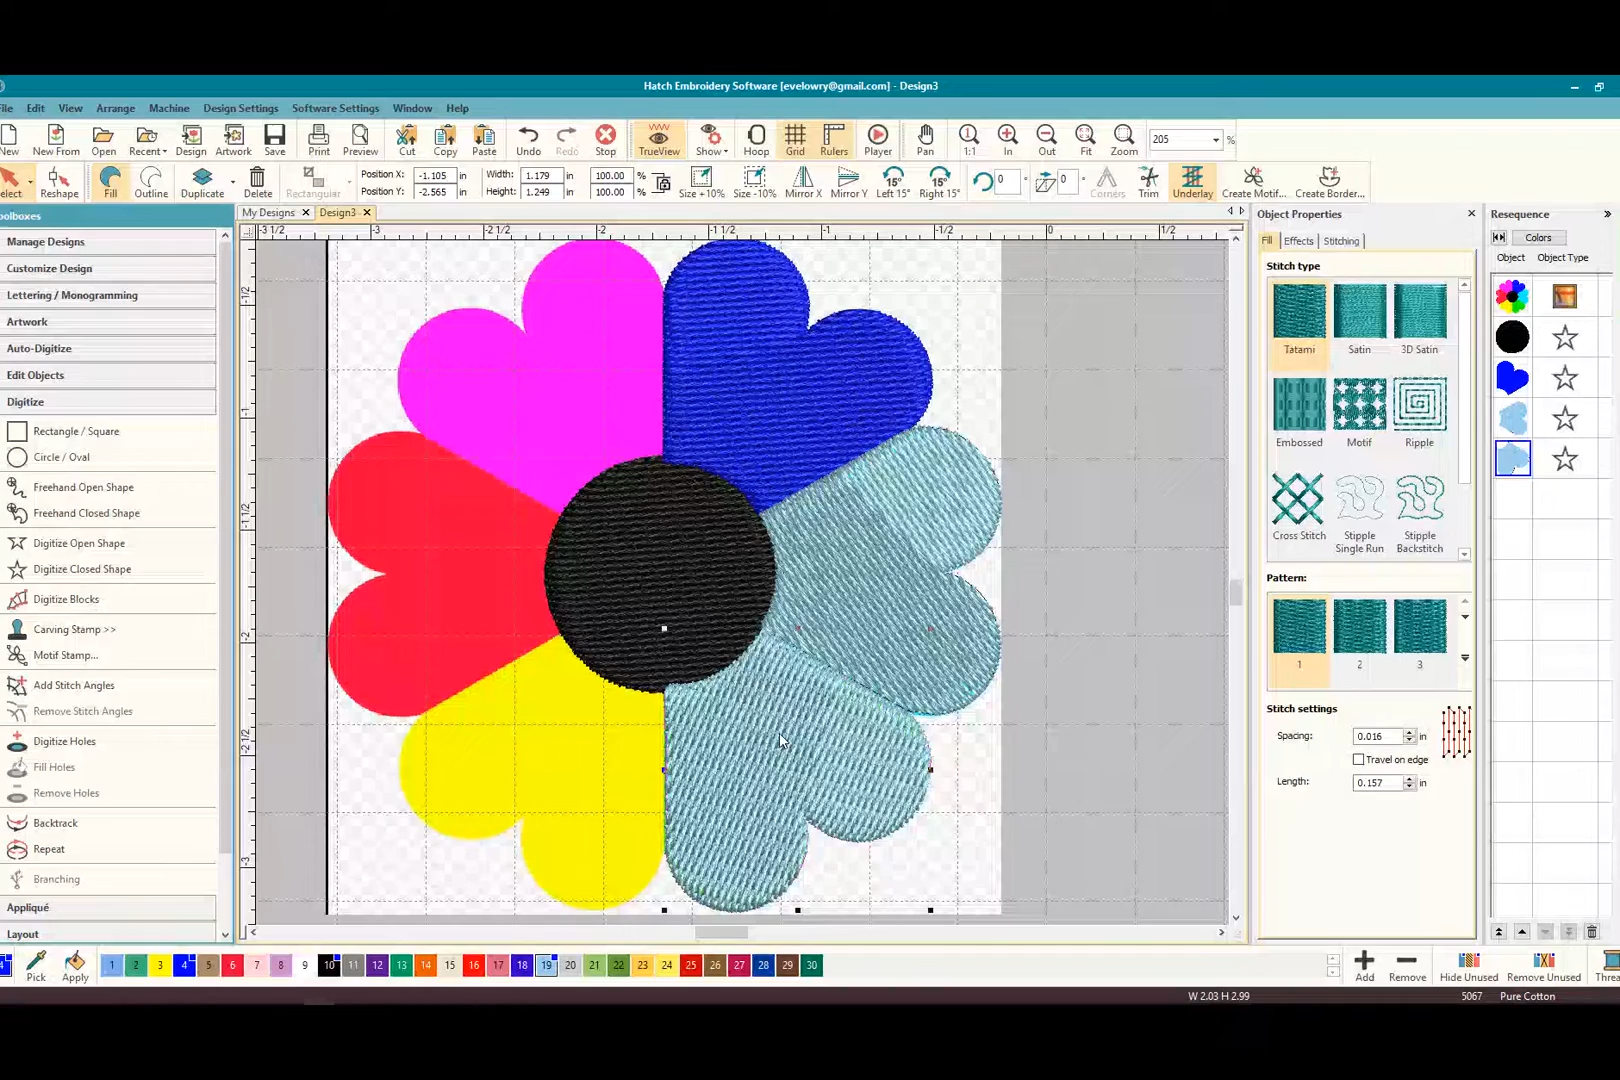 Hatch Embroidery Software [evelowry@gmail.com] - Design3
File Edit View Arrange Machine Design Settings Software Settings Window Help
New New From Open Recent Design Artwork Save Print Preview Cut Copy Paste Undo Redo Stop TrueView Show Hoop Grid Rulers Player Pan 1:1 In Out Fit Zoom 205 %
Select Reshape Fill Outline Duplicate Delete Rectangular Position X: -1.105 in Width: 1.179 in 100.00 % Size +10% Size -10% Mirror X Mirror Y Left 15° Right 15° 0 0 Corners Trim Underlay Create Motif... Create Border...
Position Y: -2.565 in Height: 1.249 in 100.00 %
Toolboxes
My Designs Design3
Manage Designs
Customize Design
Lettering / Monogramming
Artwork
Auto-Digitize
Edit Objects
Digitize
Rectangle / Square
Circle / Oval
Freehand Open Shape
Freehand Closed Shape
Digitize Open Shape
Digitize Closed Shape
Digitize Blocks
Carving Stamp >>
Motif Stamp...
Add Stitch Angles
Remove Stitch Angles
Digitize Holes
Fill Holes
Remove Holes
Backtrack
Repeat
Branching
Appliqué
Layout
-3 1/2 -3 -2 1/2 -2 -1 1/2 -1 -1/2 0 1/2
-1/2
-1
-1 1/2
-2
-2 1/2
-3
Object Properties
Fill Effects Stitching
Stitch type
Tatami Satin 3D Satin
Embossed Motif Ripple
Cross Stitch Stipple Single Run Stipple Backstitch
Pattern:
1 2 3
Stitch settings
Spacing: 0.016 in
Travel on edge
Length: 0.157 in
Resequence
Colors
Object Object Type
4 Pick Apply 1 2 3 4 5 6 7 8 9 10 11 12 13 14 15 16 17 18 19 20 21 22 23 24 25 26 27 28 29 30 Add Remove Hide Unused Remove Unused Threa
W 2.03 H 2.99 5067 Pure Cotton